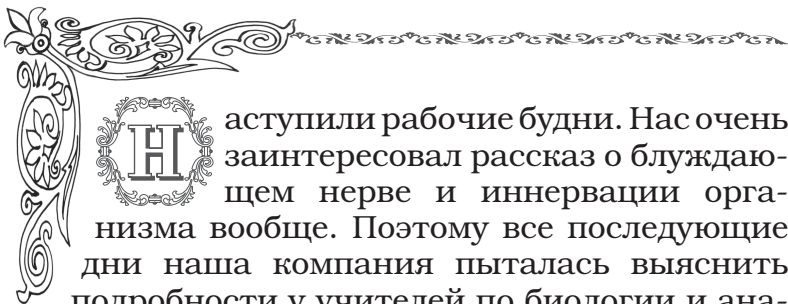 Наступили рабочие будни. Нас очень
заинтересовал рассказ о блуждаю-
щем нерве и иннервации орга-
низма вообще. Поэтому все последующие
дни наша компания пыталась выяснить
подробности у учителей по биологии и ана-